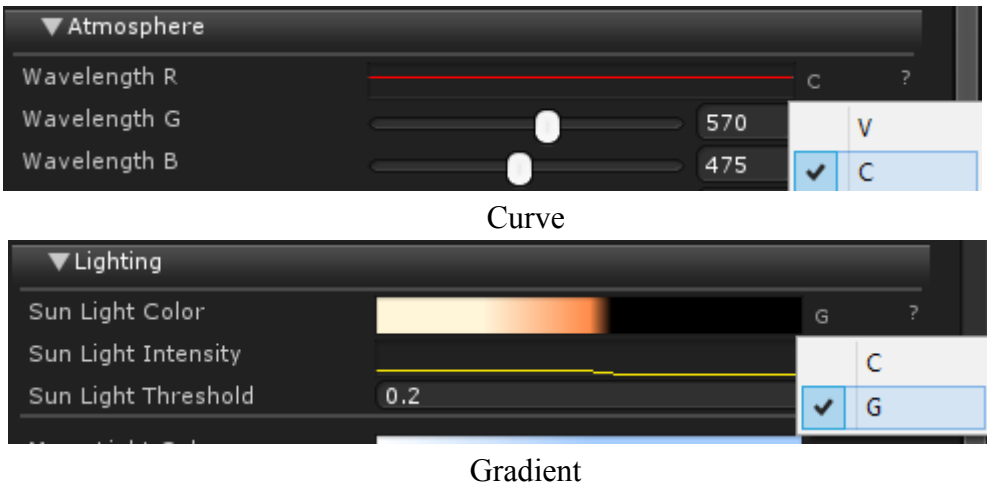 ▼Atmosphere
Wavelength R C ?
Wavelength G 570 V
Wavelength B 475 ✓ C
Curve
▼Lighting
Sun Light Color G ?
Sun Light Intensity C
Sun Light Threshold 0.2 ✓ G
Gradient